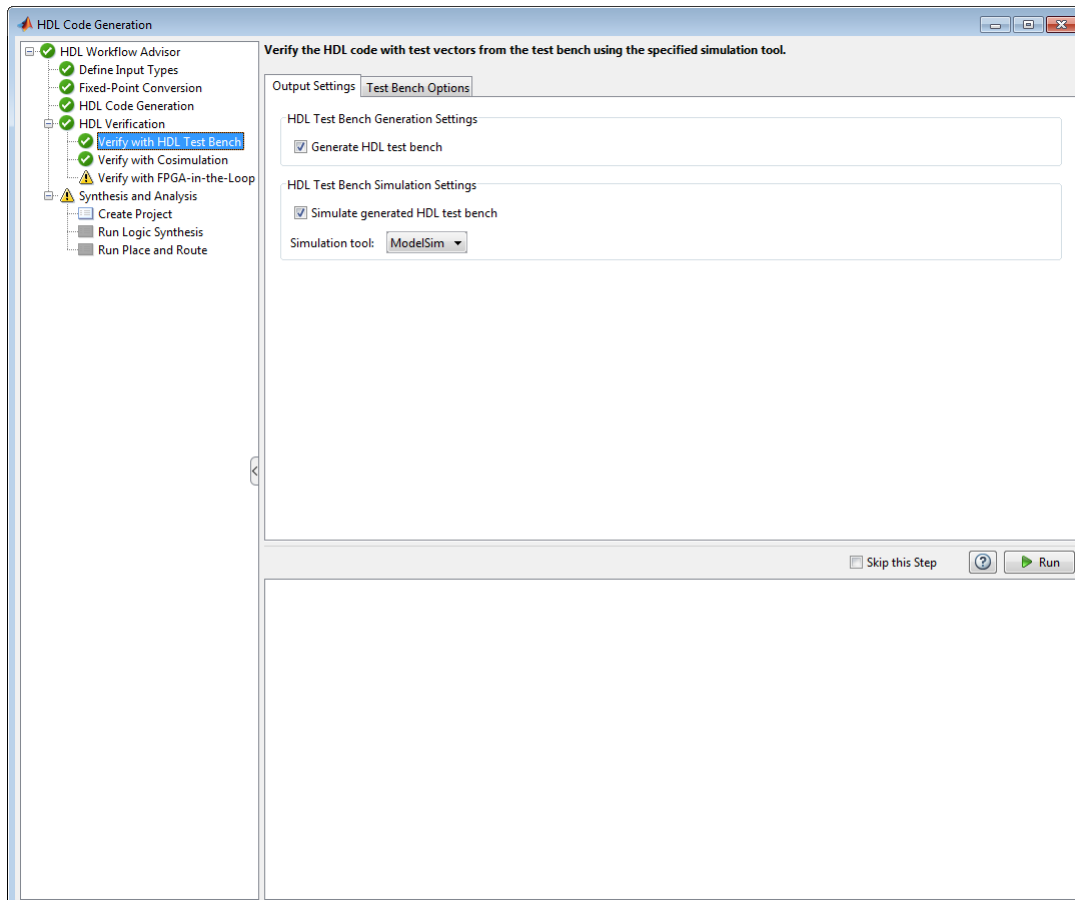 HDL Code Generation
HDL Workflow Advisor
Define Input Types
Fixed-Point Conversion
HDL Code Generation
HDL Verification
Verify with HDL Test Bench
Verify with Cosimulation
Verify with FPGA-in-the-Loop
Synthesis and Analysis
Create Project
Run Logic Synthesis
Run Place and Route
Verify the HDL code with test vectors from the test bench using the specified simulation tool.
Output Settings Test Bench Options
HDL Test Bench Generation Settings
Generate HDL test bench
HDL Test Bench Simulation Settings
Simulate generated HDL test bench
Simulation tool: ModelSim
Skip this Step ? Run